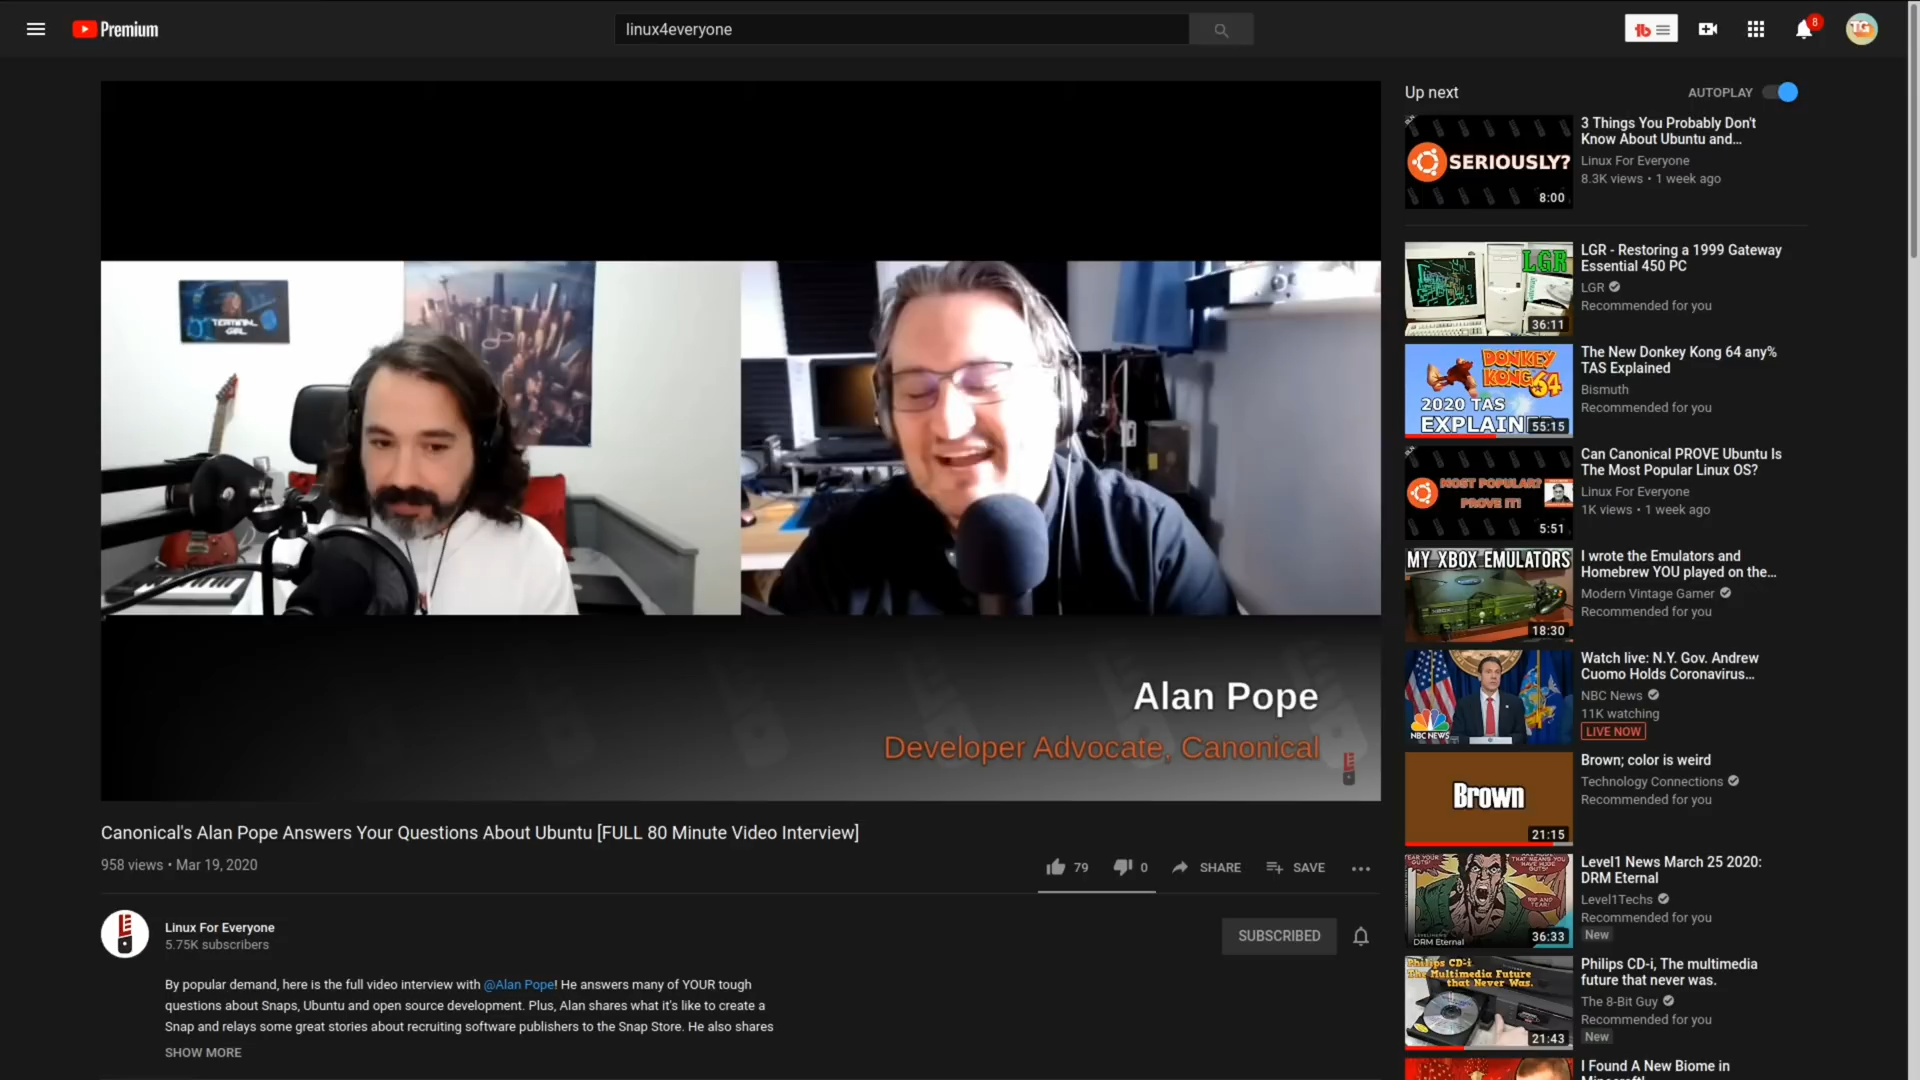 Premium
linux4everyone
8
TG
TERMINAL
Alan Pope
Developer Advocate, Canonical
Canonical's Alan Pope Answers Your Questions About Ubuntu [FULL 80 Minute Video Interview]
958 views • Mar 19, 2020
79
0
SHARE
SAVE
Linux For Everyone
5.75K subscribers
SUBSCRIBED
By popular demand, here is the full video interview with @Alan Pope! He answers many of YOUR tough
questions about Snaps, Ubuntu and open source development. Plus, Alan shares what it's like to create a
Snap and relays some great stories about recruiting software publishers to the Snap Store. He also shares
SHOW MORE
Up next
AUTOPLAY
SERIOUSLY?
8:00
3 Things You Probably Don't
Know About Ubuntu and...
Linux For Everyone
8.3K views • 1 week ago
LGR
36:11
LGR - Restoring a 1999 Gateway
Essential 450 PC
LGR
Recommended for you
DONKEY
KONG 64
2020 TAS
EXPLAINED
55:15
The New Donkey Kong 64 any%
TAS Explained
Bismuth
Recommended for you
MOST POPULAR?
PROVE IT!
5:51
Can Canonical PROVE Ubuntu Is
The Most Popular Linux OS?
Linux For Everyone
1K views • 1 week ago
MY XBOX EMULATORS
18:30
I wrote the Emulators and
Homebrew YOU played on the...
Modern Vintage Gamer
Recommended for you
NBC NEWS
Watch live: N.Y. Gov. Andrew
Cuomo Holds Coronavirus...
NBC News
11K watching
LIVE NOW
Brown
21:15
Brown; color is weird
Technology Connections
Recommended for you
RIP AND
TEAR!
DRM Eternal
36:33
Level1 News March 25 2020:
DRM Eternal
Level1Techs
Recommended for you
New
Philips CD-i
The Multimedia Future
that Never Was.
21:43
Philips CD-i, The multimedia
future that never was.
The 8-Bit Guy
Recommended for you
New
I Found A New Biome in